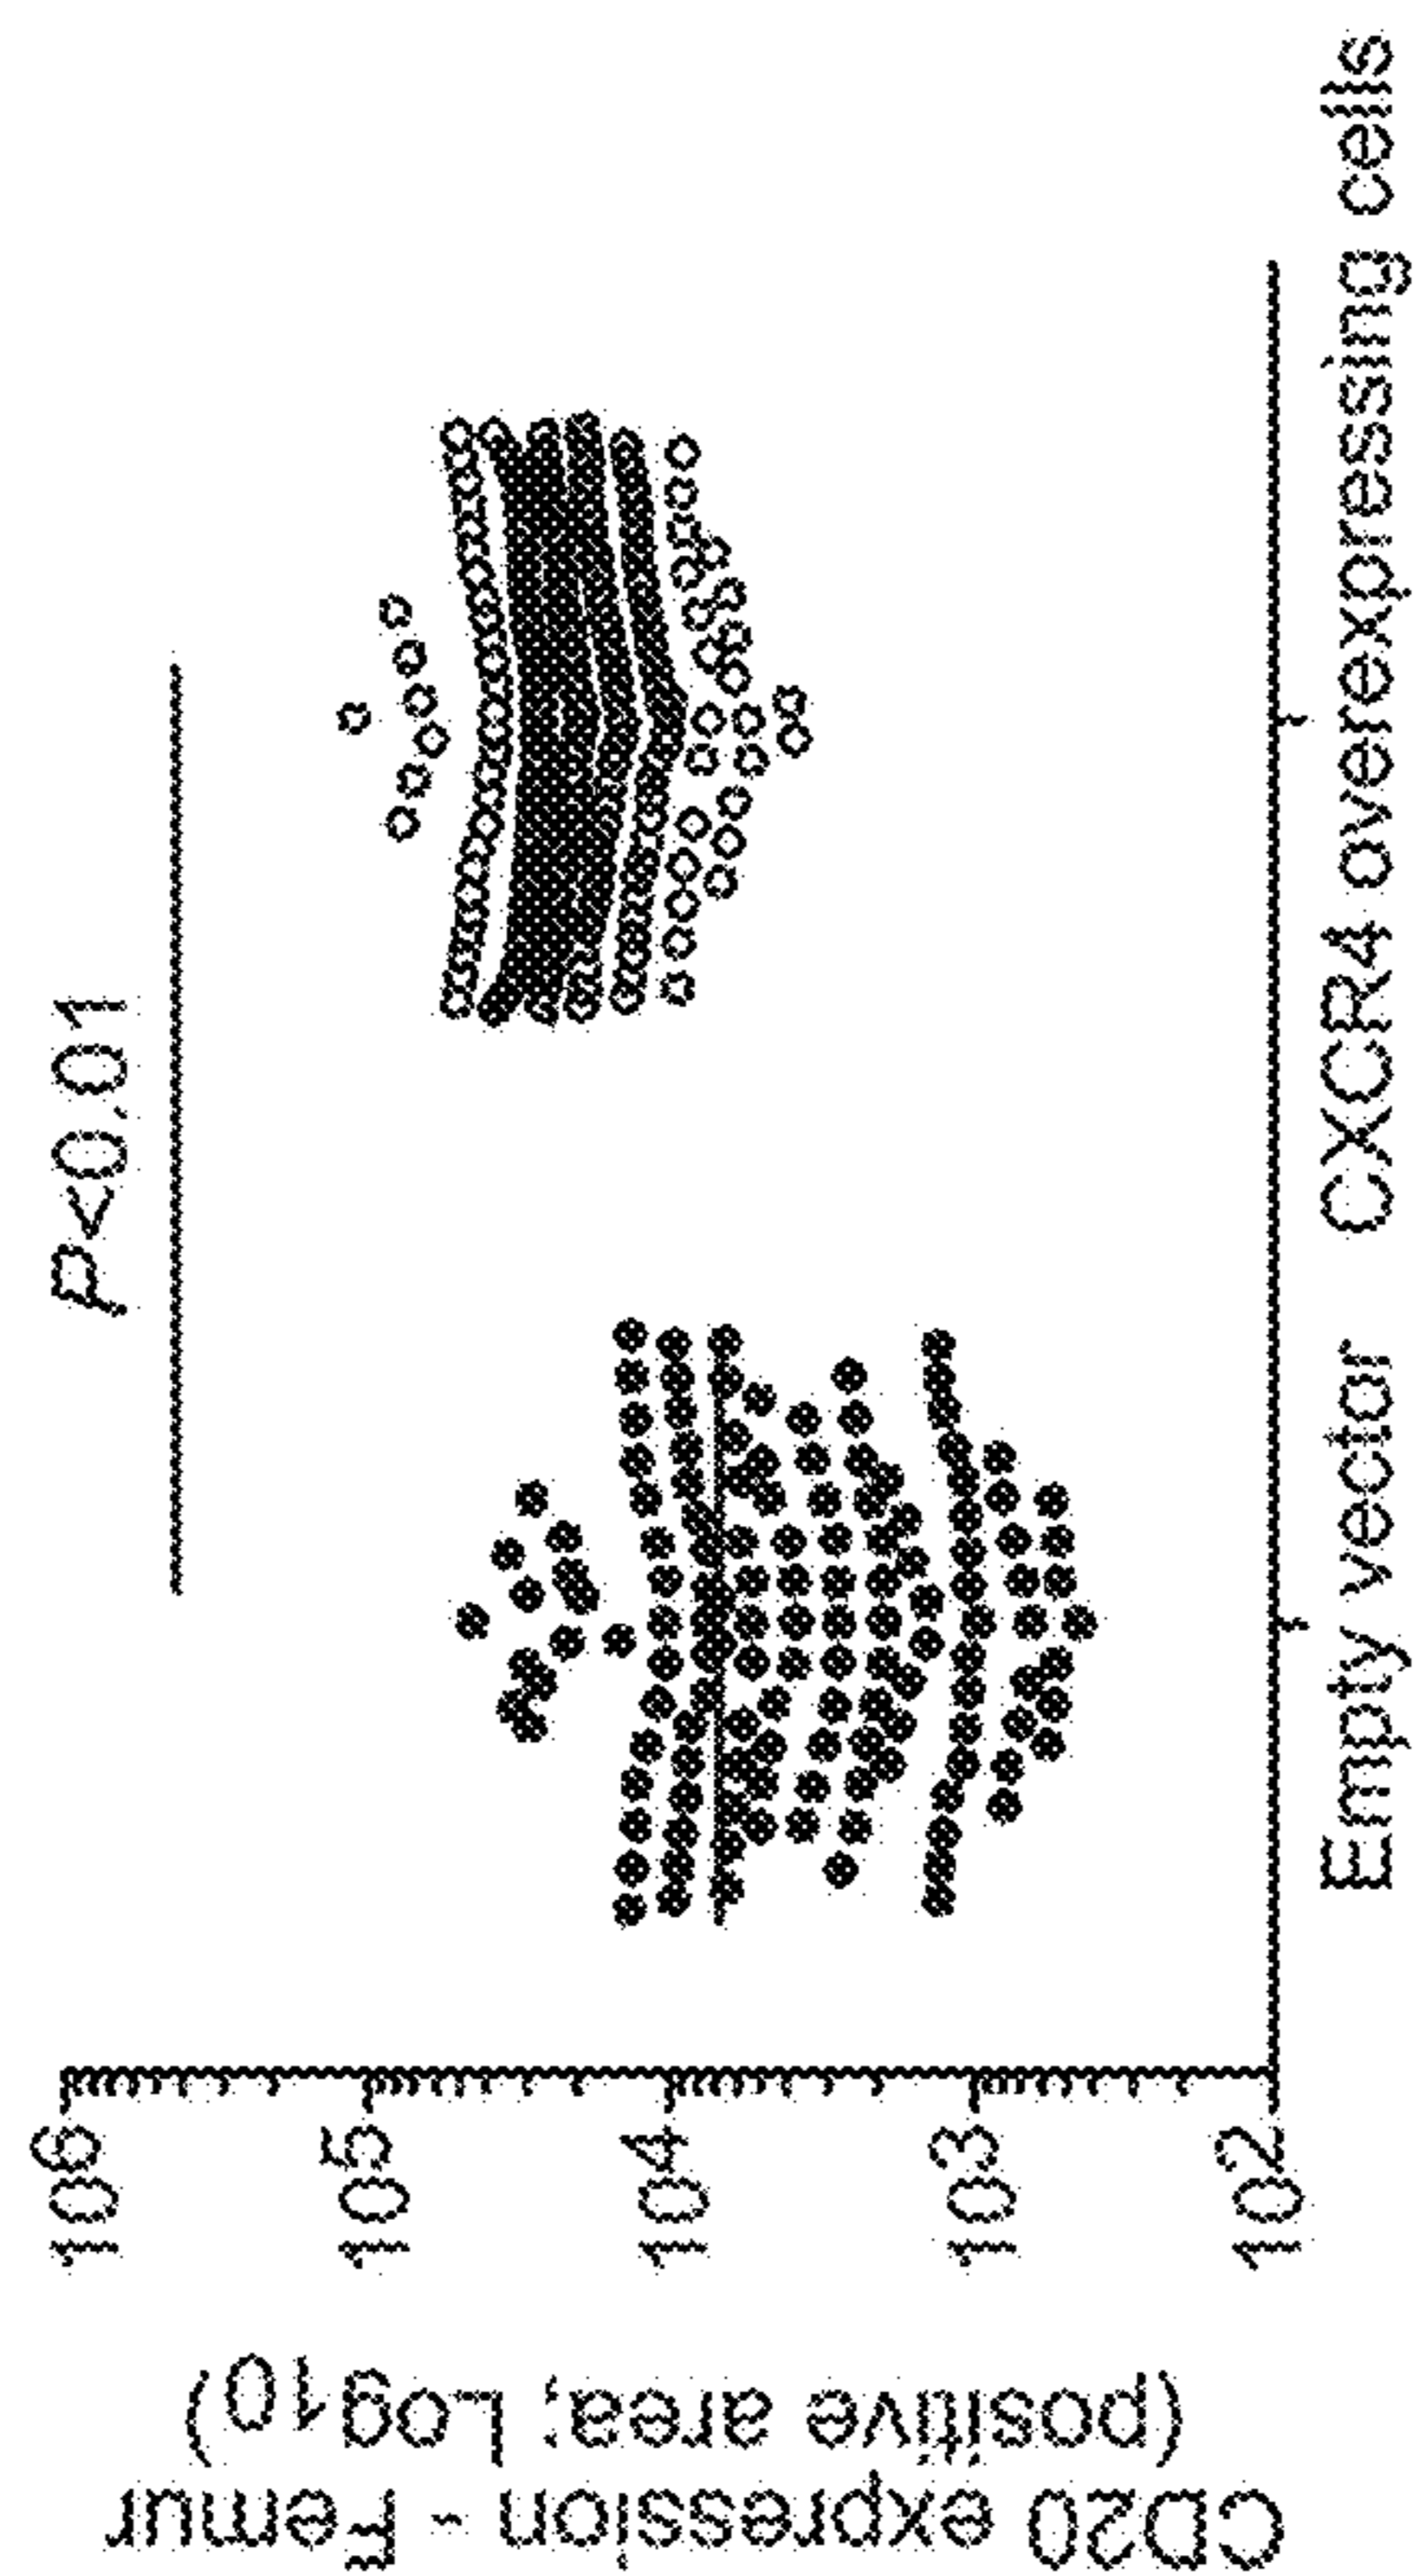 P<0.01
CD20 expression - Femur
(positive area; Log10)
106
105
104
103
102
Empty vector
CXCR4 overexpressing cells